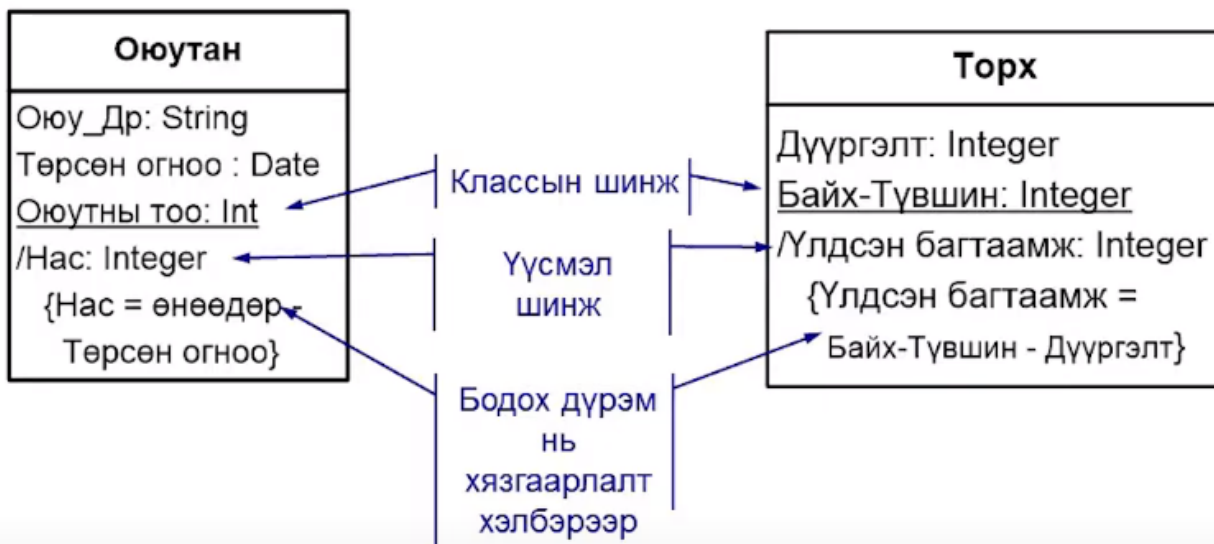 Оюутан
Оюу_Др: String
Төрсөн огноо : Date
Оюутны тоо: Int
/Нас: Integer
{Нас = өнөөдөр -
Төрсөн огноо}
Классын шинж
Үүсмэл
шинж
Бодох дүрэм
нь
хязгаарлалт
хэлбэрээр
Торх
Дүүргэлт: Integer
Байх-Түвшин: Integer
/Үлдсэн багтаамж: Integer
{Үлдсэн багтаамж =
Байх-Түвшин - Дүүргэлт}